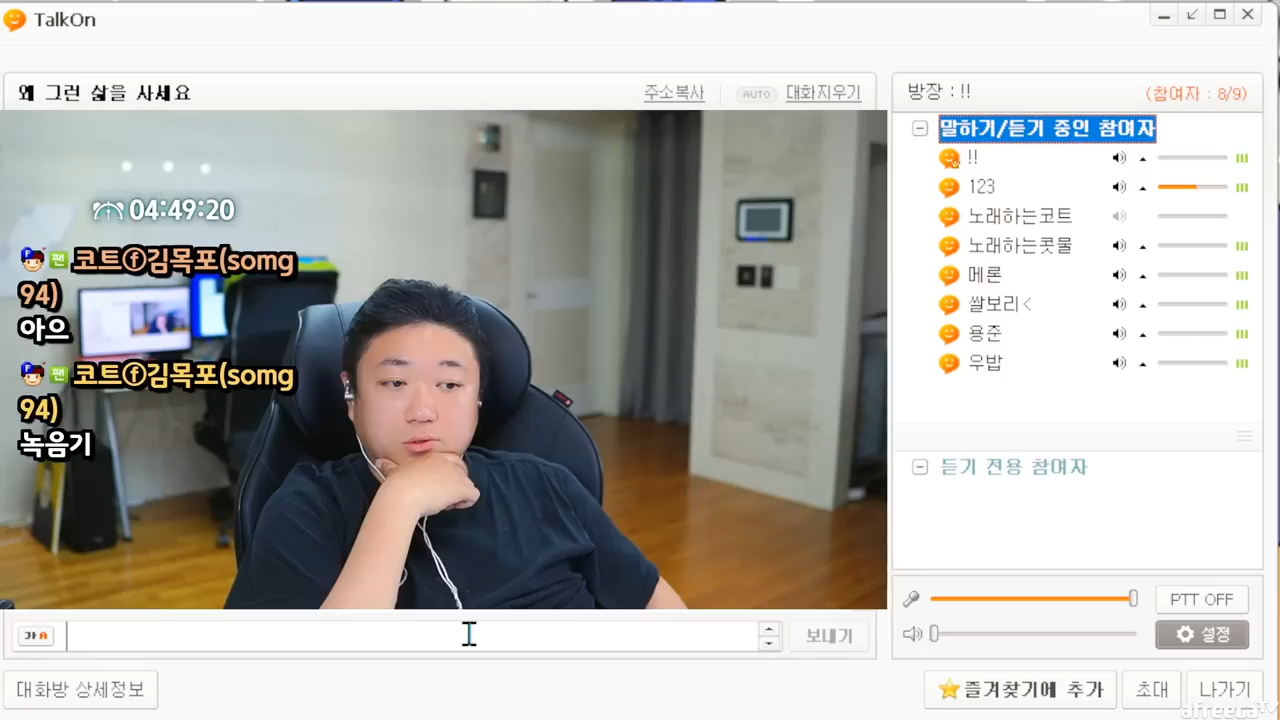 TalkOn
왜 그런 삶을 사세요
주소복사
AUTO
대화지우기
방장 : !!
(참여자 : 8/9)
말하기/듣기 중인 참여자
!!
123
노래하는코트
노래하는콧물
메론
쌀보리<
용준
우밥
듣기 전용 참여자
04:49:20
F 팬 코트ⓕ김목포(somg
94)
아으
F 팬 코트ⓕ김목포(somg
94)
녹음기
가A
보내기
PTT OFF
설정
대화방 상세정보
즐겨찾기에 추가
초대
나가기
afreecaTV